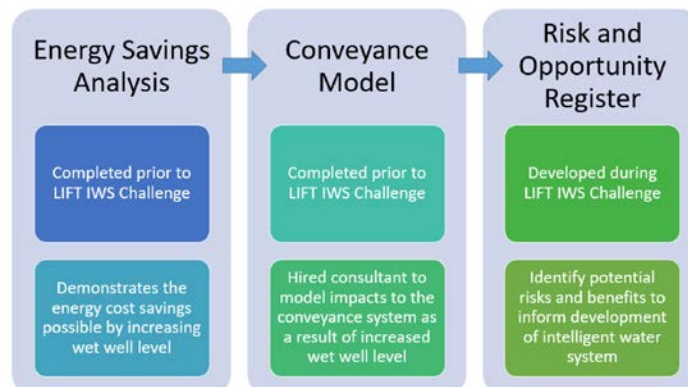 Energy Savings
Analysis
Completed prior to
LIFT IWS Challenge
Demonstrates the
energy cost savings
possible by increasing
wet well level
Conveyance
Model
Completed prior to
LIFT IWS Challenge
Hired consultant to
model impacts to the
conveyance system as
a result of increased
wet well level
Risk and
Opportunity
Register
Developed during
LIFT IWS Challenge
Identify potential
risks and benefits to
inform development
of intelligent water
system